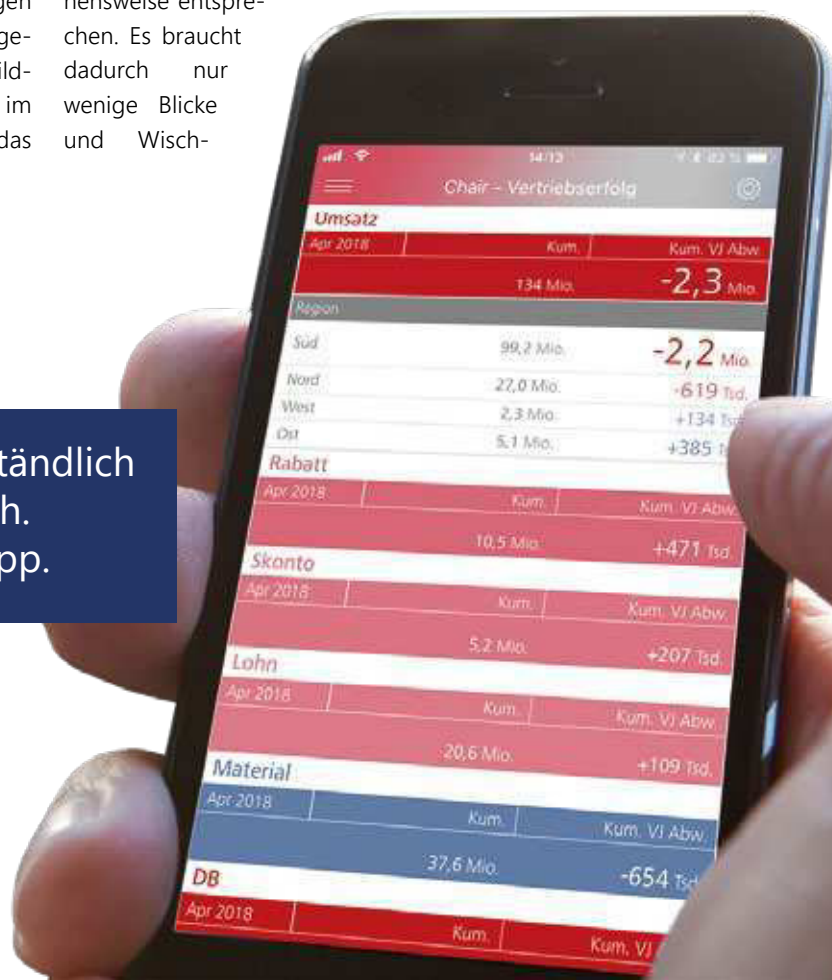 gen
ge-
ild-
im
das
nensweise entspre-
chen. Es braucht
dadurch nur
wenige Blicke
und Wisch-
tändlich
h.
pp.
14:13
Chair – Vertriebserfolg
Umsatz
Apr 2018 Kum. Kum. VJ Abw.
134 Mio. -2,3 Mio.
Region
Süd 99,2 Mio. -2,2 Mio.
Nord 27,0 Mio. -619 Tsd.
West 2,3 Mio. +134 Tsd.
Ost 5,1 Mio. +385
Rabatt
Apr 2018 Kum. Kum. VJ Abw.
10,5 Mio. +471 Tsd.
Skonto
Apr 2018 Kum. Kum. VJ Abw.
5,2 Mio. +207 Tsd.
Lohn
Apr 2018 Kum. Kum. VJ Abw.
20,6 Mio. +109 Tsd.
Material
Apr 2018 Kum. Kum. VJ Abw.
37,6 Mio. -654 Tsd.
DB
Apr 2018 Kum. Kum. VJ